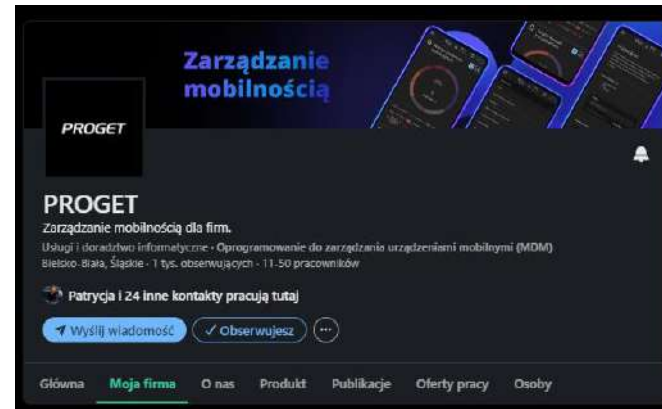 Zarządzanie
mobilnością
PROGET
PROGET
Zarządzanie mobilnością dla firm.
Usługi i doradztwo informatyczne · Oprogramowanie do zarządzania urządzeniami mobilnymi (MDM)
Bielsko-Biała, Śląskie · 1 tys. obserwujących · 11-50 pracowników
Patrycja i 24 inne kontakty pracują tutaj
Wyślij wiadomość ✓ Obserwujesz
Główna Moja firma O nas Produkt Publikacje Oferty pracy Osoby